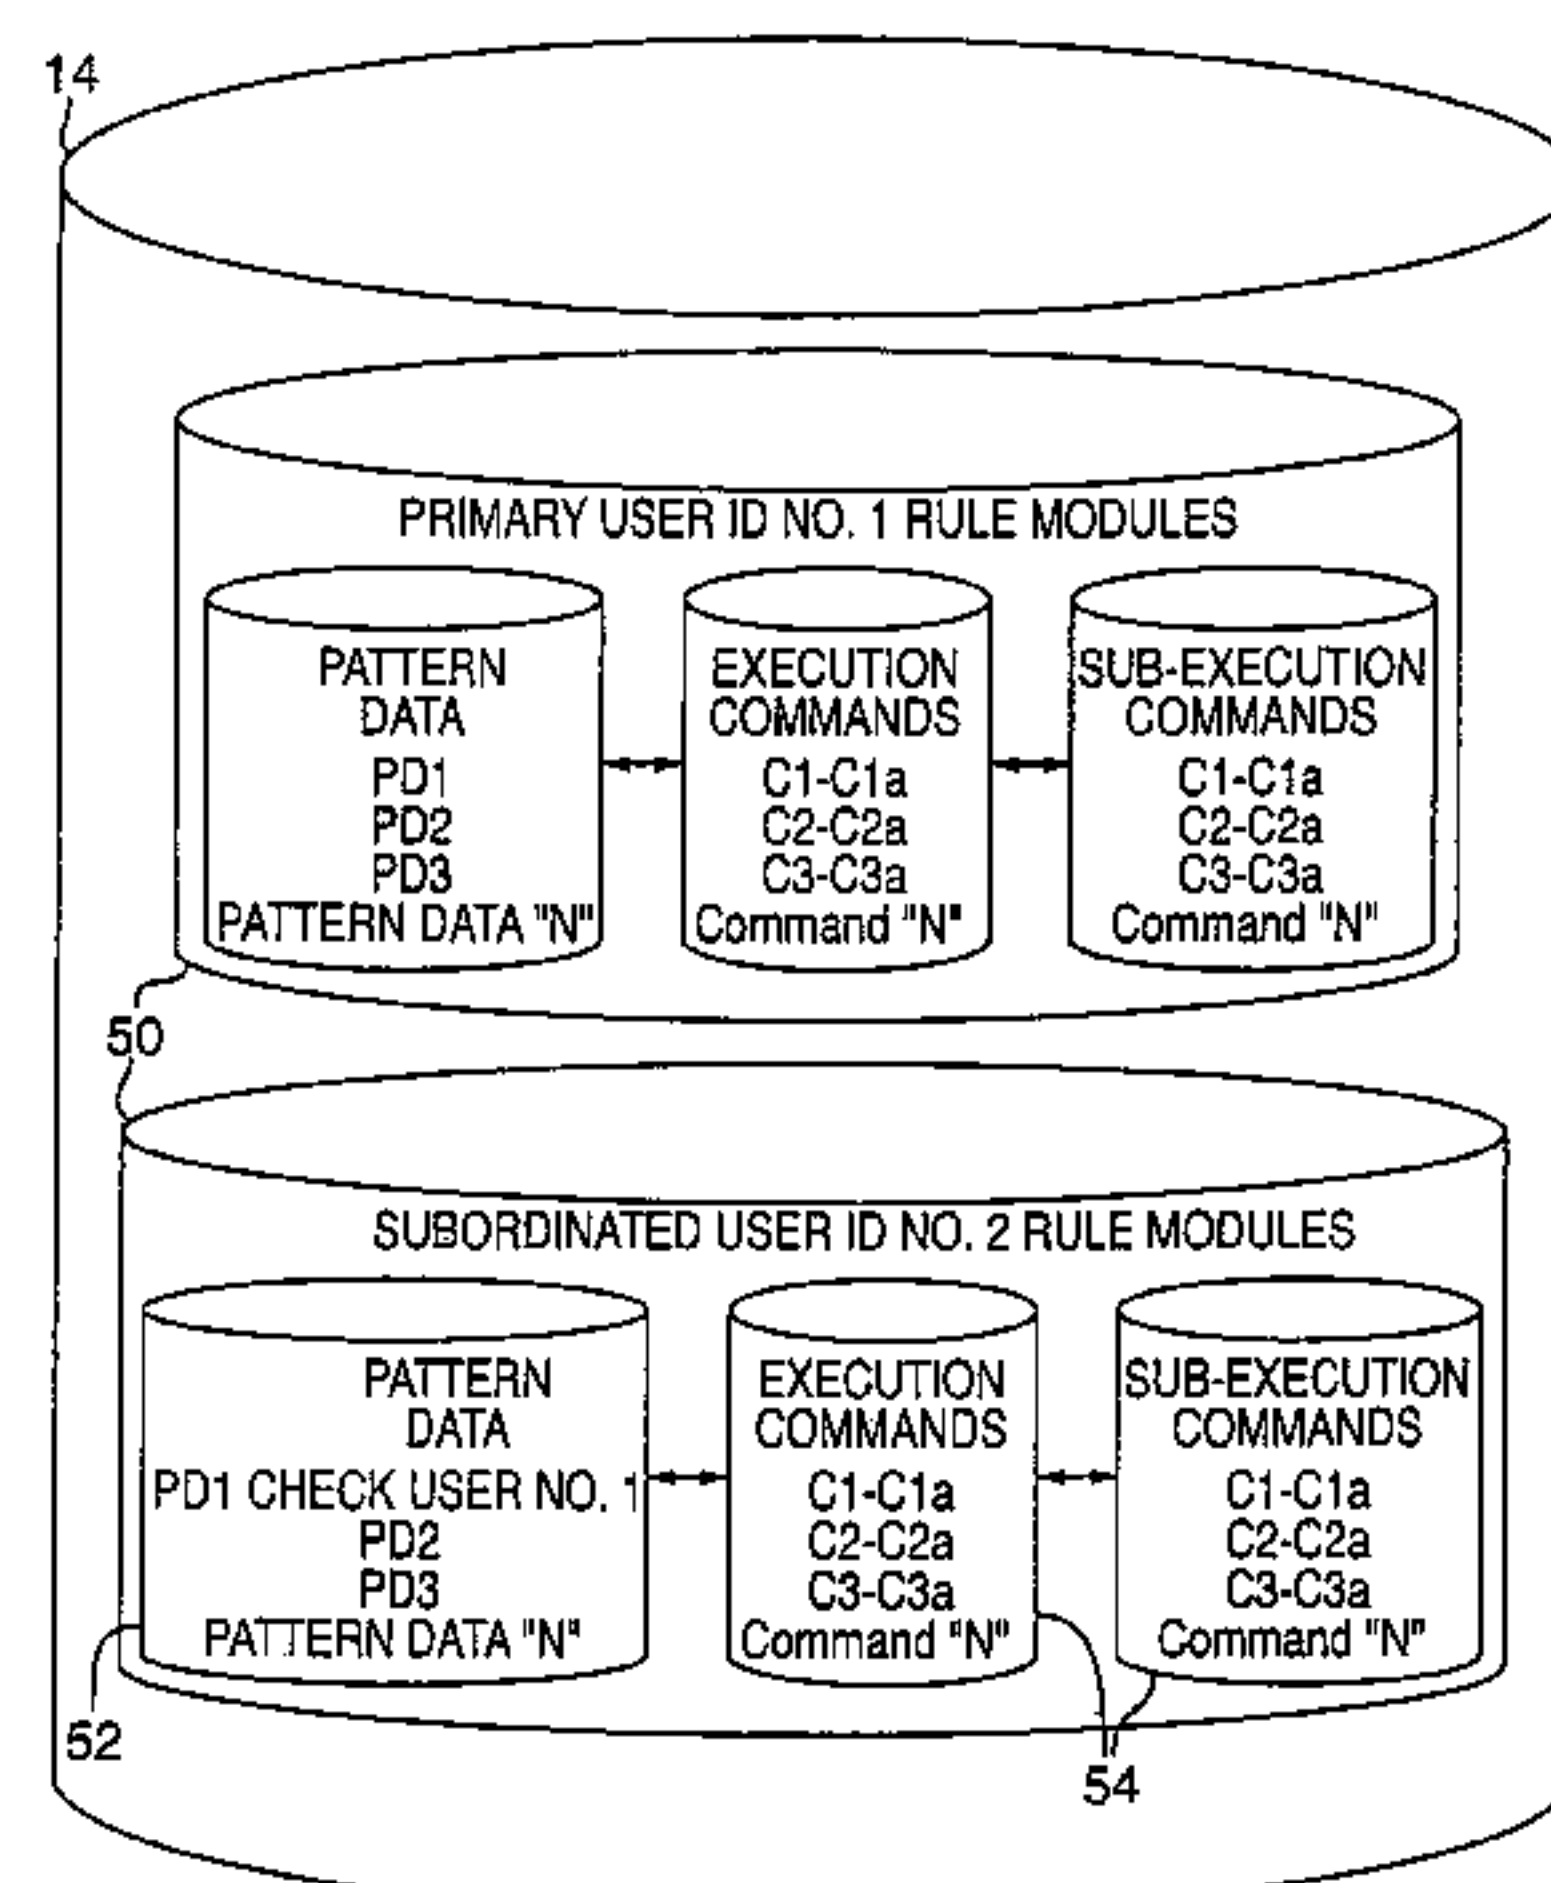 14
PRIMARY USER ID NO. 1 RULE MODULES
PATTERN
DATA
PD1
PD2
PD3
PATTERN DATA "N"
EXECUTION
COMMANDS
C1-C1a
C2-C2a
C3-C3a
Command "N"
SUB-EXECUTION
COMMANDS
C1-C1a
C2-C2a
C3-C3a
Command "N"
50
SUBORDINATED USER ID NO. 2 RULE MODULES
PATTERN
DATA
PD1 CHECK USER NO. 1
PD2
PD3
PATTERN DATA "N"
EXECUTION
COMMANDS
C1-C1a
C2-C2a
C3-C3a
Command "N"
SUB-EXECUTION
COMMANDS
C1-C1a
C2-C2a
C3-C3a
Command "N"
52
54